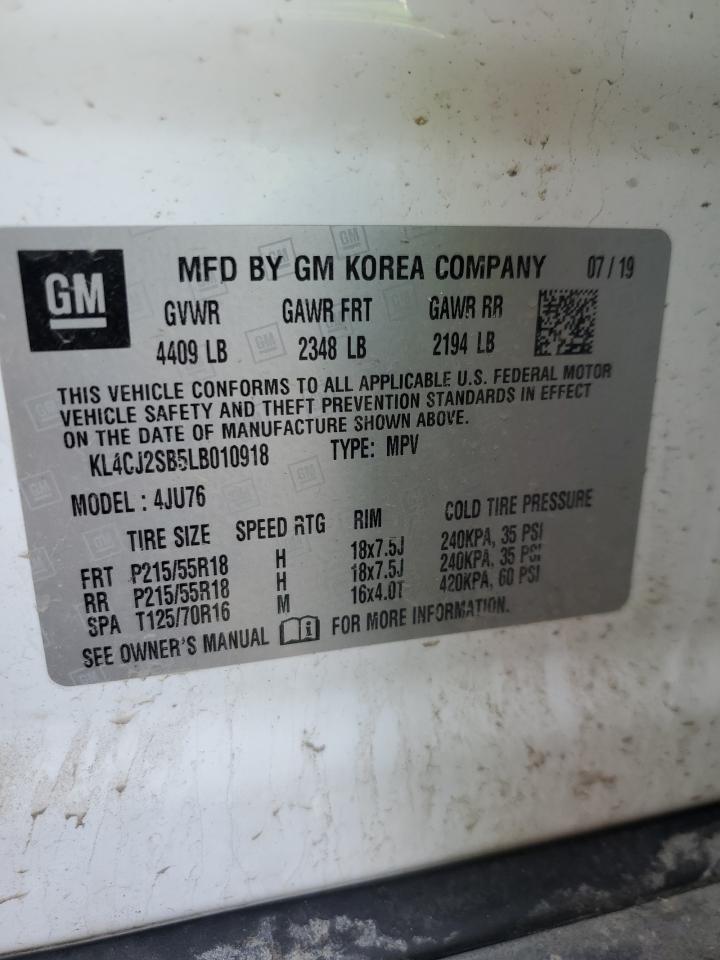 GM
MFD BY GM KOREA COMPANY 07/19
GVWR GAWR FRT GAWR RR
4409 LB 2348 LB 2194 LB
THIS VEHICLE CONFORMS TO ALL APPLICABLE U.S. FEDERAL MOTOR
VEHICLE SAFETY AND THEFT PREVENTION STANDARDS IN EFFECT
ON THE DATE OF MANUFACTURE SHOWN ABOVE.
KL4CJ2SB5LB010918 TYPE: MPV
MODEL: 4JU76
TIRE SIZE SPEED RTG RIM COLD TIRE PRESSURE
FRT P215/55R18 H 18x7.5J 240KPA, 35 PSI
RR P215/55R18 H 18x7.5J 240KPA, 35 PSI
SPA T125/70R16 M 16x4.0T 420KPA, 60 PSI
SEE OWNER'S MANUAL i FOR MORE INFORMATION.